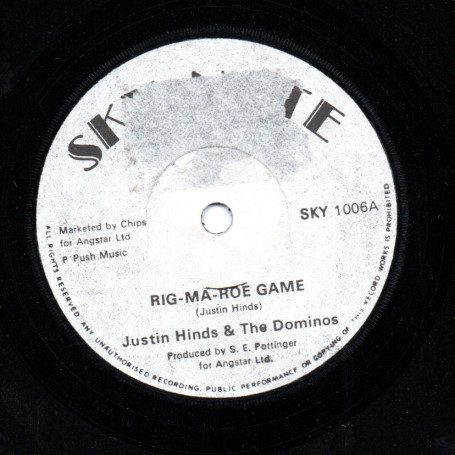 SKY NOTE
SKY 1006A
Marketed by Chips
for Angstar Ltd
P Push Music
RIG-MA-ROE GAME
(Justin Hinds)
Justin Hinds & The Dominos
Produced by S. E. Pottinger
for Angstar Ltd.
ALL RIGHTS RESERVED ANY UNAUTHORISED RECORDING, PUBLIC PERFORMANCE OR COPYING OF THIS RECORD WORKS IS PROHIBITED